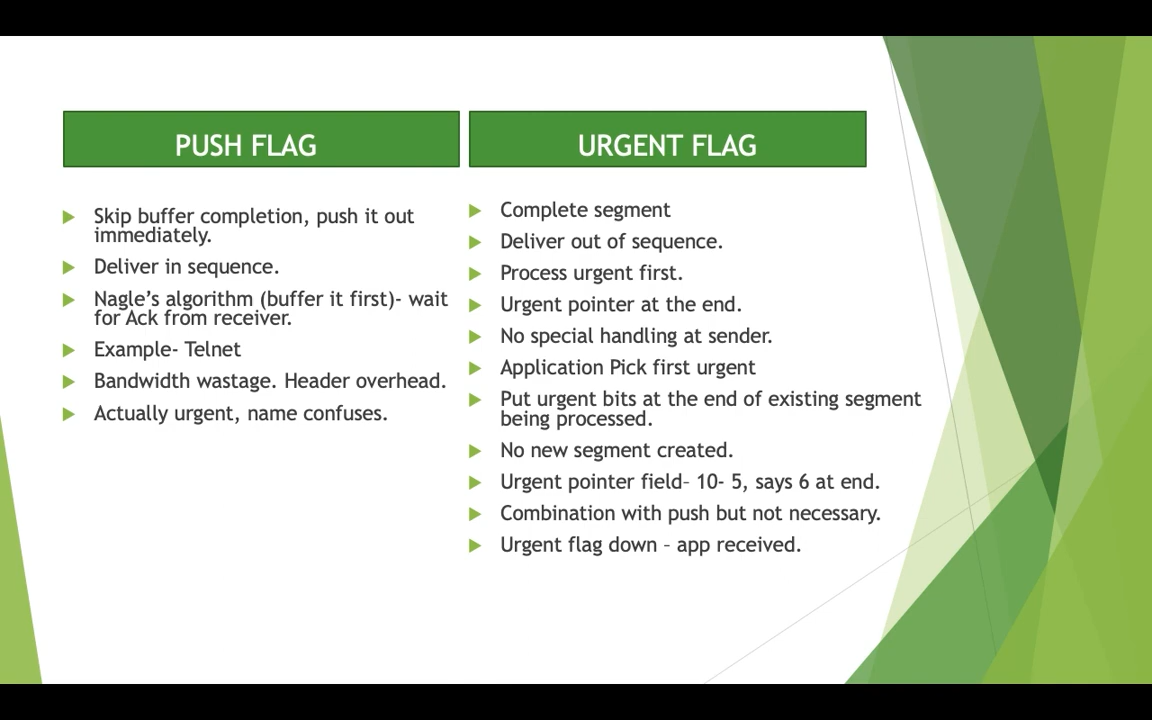 PUSH FLAG
Skip buffer completion, push it out
immediately.
Deliver in sequence.
Nagle's algorithm (buffer it first)- wait
for Ack from receiver.
Example- Telnet
Bandwidth wastage. Header overhead.
Actually urgent, name confuses.
URGENT FLAG
Complete segment
Deliver out of sequence.
Process urgent first.
Urgent pointer at the end.
No special handling at sender.
Application Pick first urgent
Put urgent bits at the end of existing segment
being processed.
No new segment created.
Urgent pointer field– 10- 5, says 6 at end.
Combination with push but not necessary.
Urgent flag down – app received.